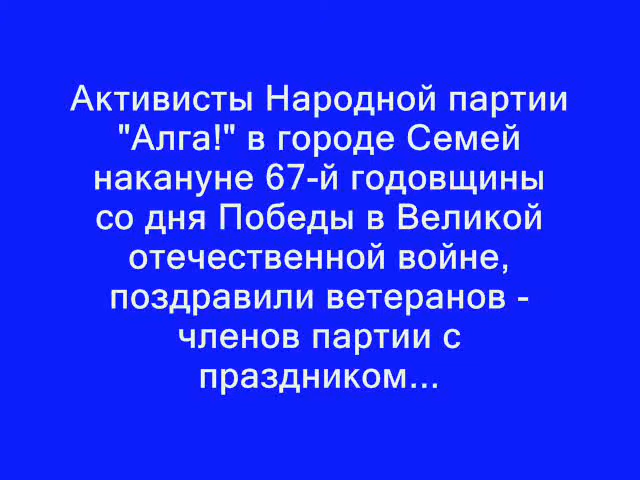 Активисты Народной партии
"Алга!" в городе Семей
накануне 67-й годовщины
со дня Победы в Великой
отечественной войне,
поздравили ветеранов -
членов партии с
праздником...